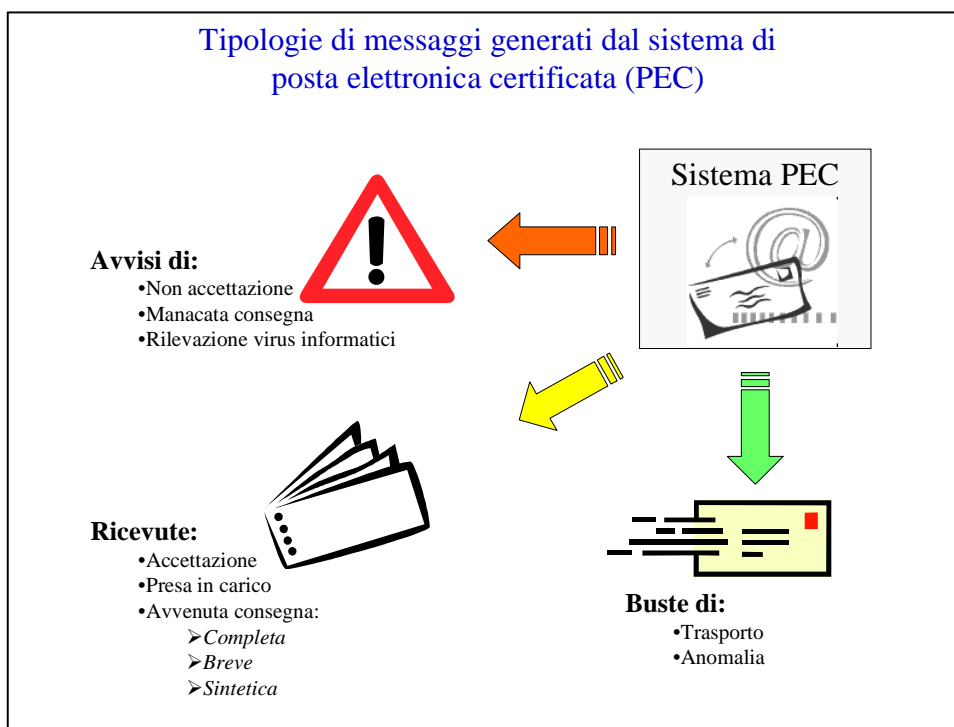 Tipologie di messaggi generati dal sistema di
posta elettronica certificata (PEC)
Sistema PEC
Avvisi di:
•Non accettazione
•Manacata consegna
•Rilevazione virus informatici
Ricevute:
•Accettazione
•Presa in carico
•Avvenuta consegna:
➢Completa
➢Breve
➢Sintetica
Buste di:
•Trasporto
•Anomalia